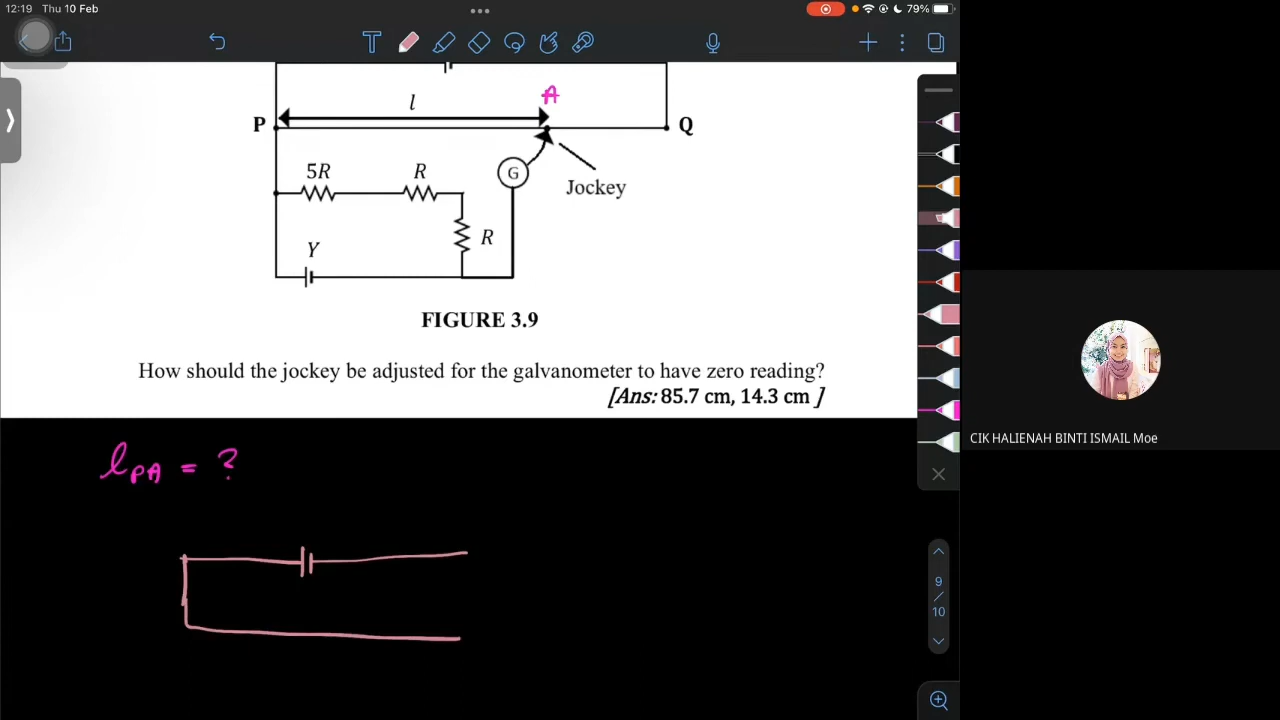 12:19 Thu 10 Feb
79%
T
A
l
P
Q
5R
R
G
Jockey
R
Y
FIGURE 3.9
How should the jockey be adjusted for the galvanometer to have zero reading?
[Ans: 85.7 cm, 14.3 cm ]
CIK HALIENAH BINTI ISMAIL Moe
lPA = ?
9
/
10